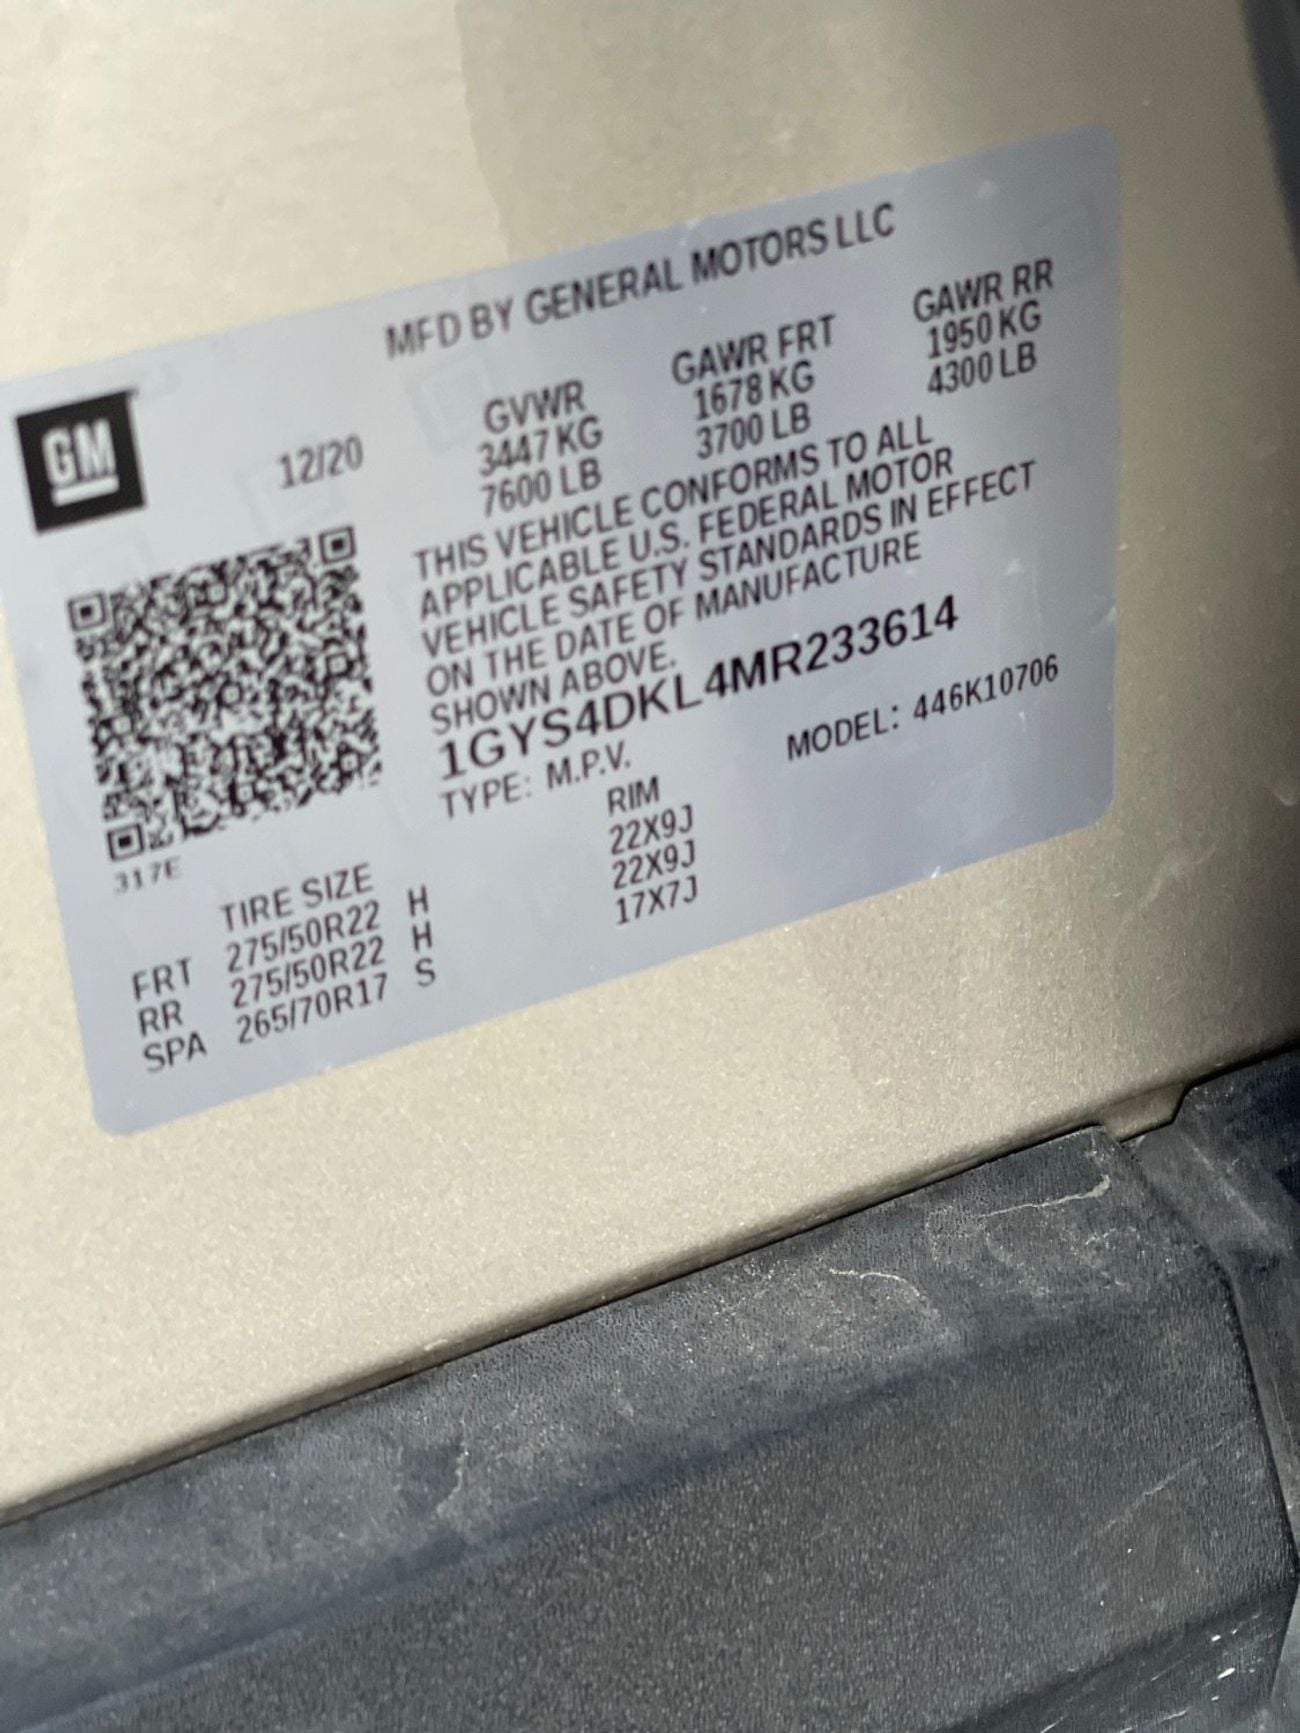 MFD BY GENERAL MOTORS LLC
GM
12/20
GVWR GAWR FRT GAWR RR
3447 KG 1678 KG 1950 KG
7600 LB 3700 LB 4300 LB
THIS VEHICLE CONFORMS TO ALL
APPLICABLE U.S. FEDERAL MOTOR
VEHICLE SAFETY STANDARDS IN EFFECT
ON THE DATE OF MANUFACTURE
SHOWN ABOVE.
1GYS4DKL4MR233614
TYPE: M.P.V. MODEL: 446K10706
317E
TIRE SIZE RIM
FRT 275/50R22 H 22X9J
RR 275/50R22 H 22X9J
SPA 265/70R17 S 17X7J